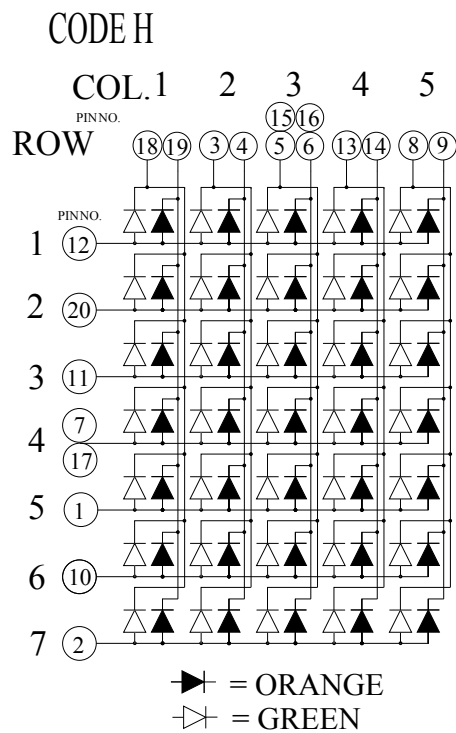 CODE H
COL. 1 2 3 4 5
PIN NO.
15 16
ROW
18 19 3 4 5 6 13 14 8 9
PIN NO.
1 12
2 20
3 11
4 7
17
5 1
6 10
7 2
= ORANGE
= GREEN